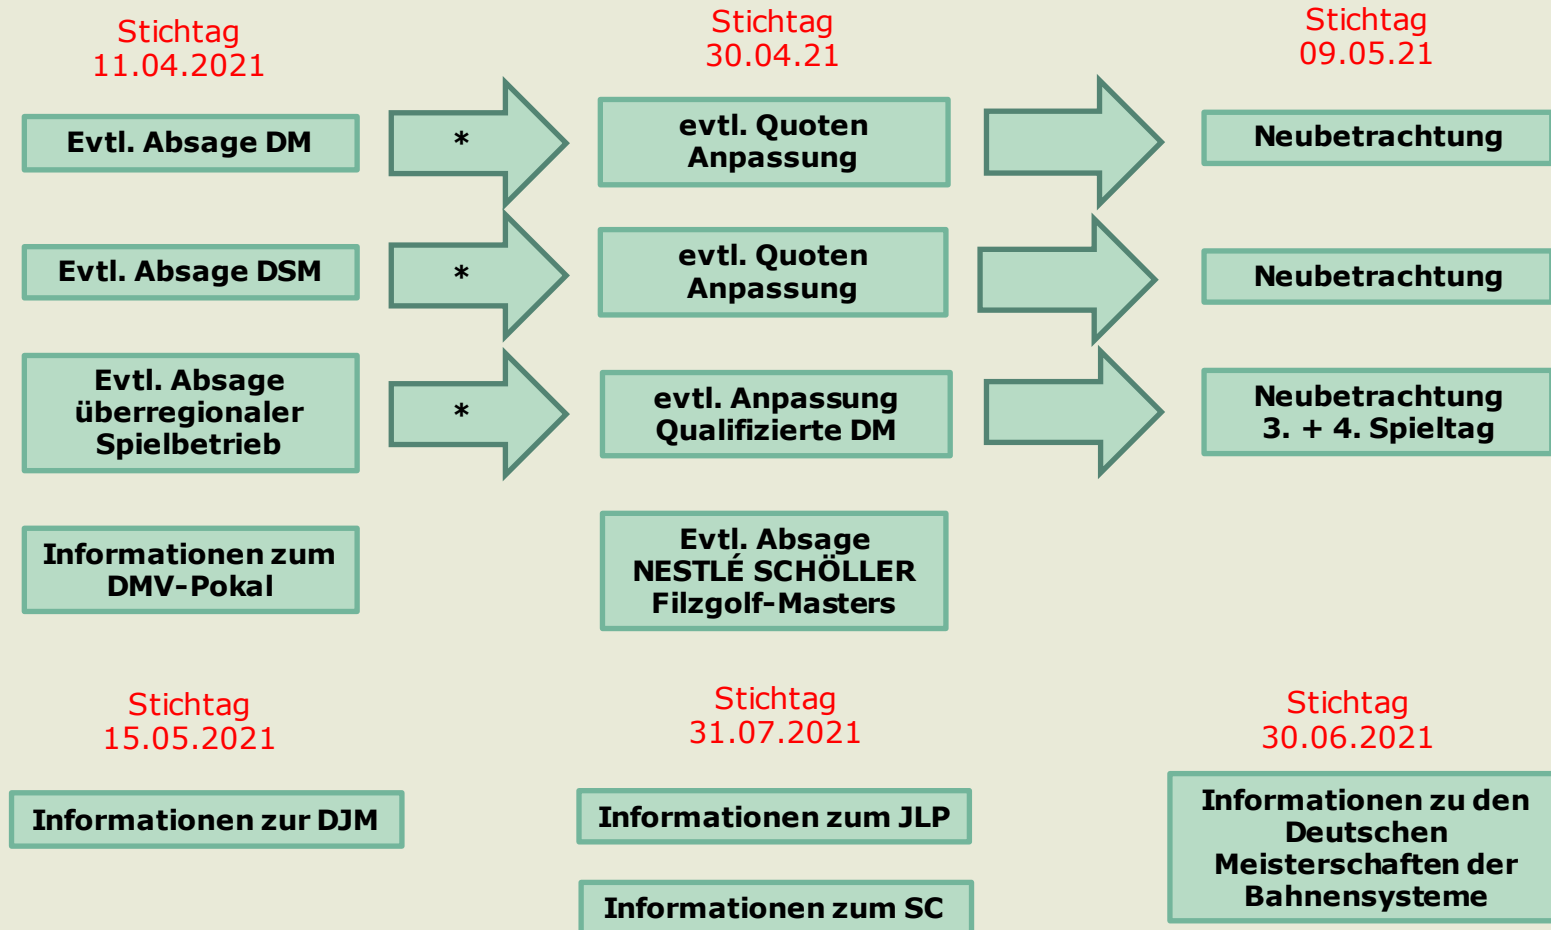 Stichtag
11.04.2021
Stichtag
30.04.21
Stichtag
09.05.21
Evtl. Absage DM
*
evtl. Quoten
Anpassung
Neubetrachtung
Evtl. Absage DSM
*
evtl. Quoten
Anpassung
Neubetrachtung
Evtl. Absage
überregionaler
Spielbetrieb
*
evtl. Anpassung
Qualifizierte DM
Neubetrachtung
3. + 4. Spieltag
Informationen zum
DMV-Pokal
Evtl. Absage
NESTLÉ SCHÖLLER
Filzgolf-Masters
Stichtag
15.05.2021
Stichtag
31.07.2021
Stichtag
30.06.2021
Informationen zur DJM
Informationen zum JLP
Informationen zum SC
Informationen zu den
Deutschen
Meisterschaften der
Bahnensysteme